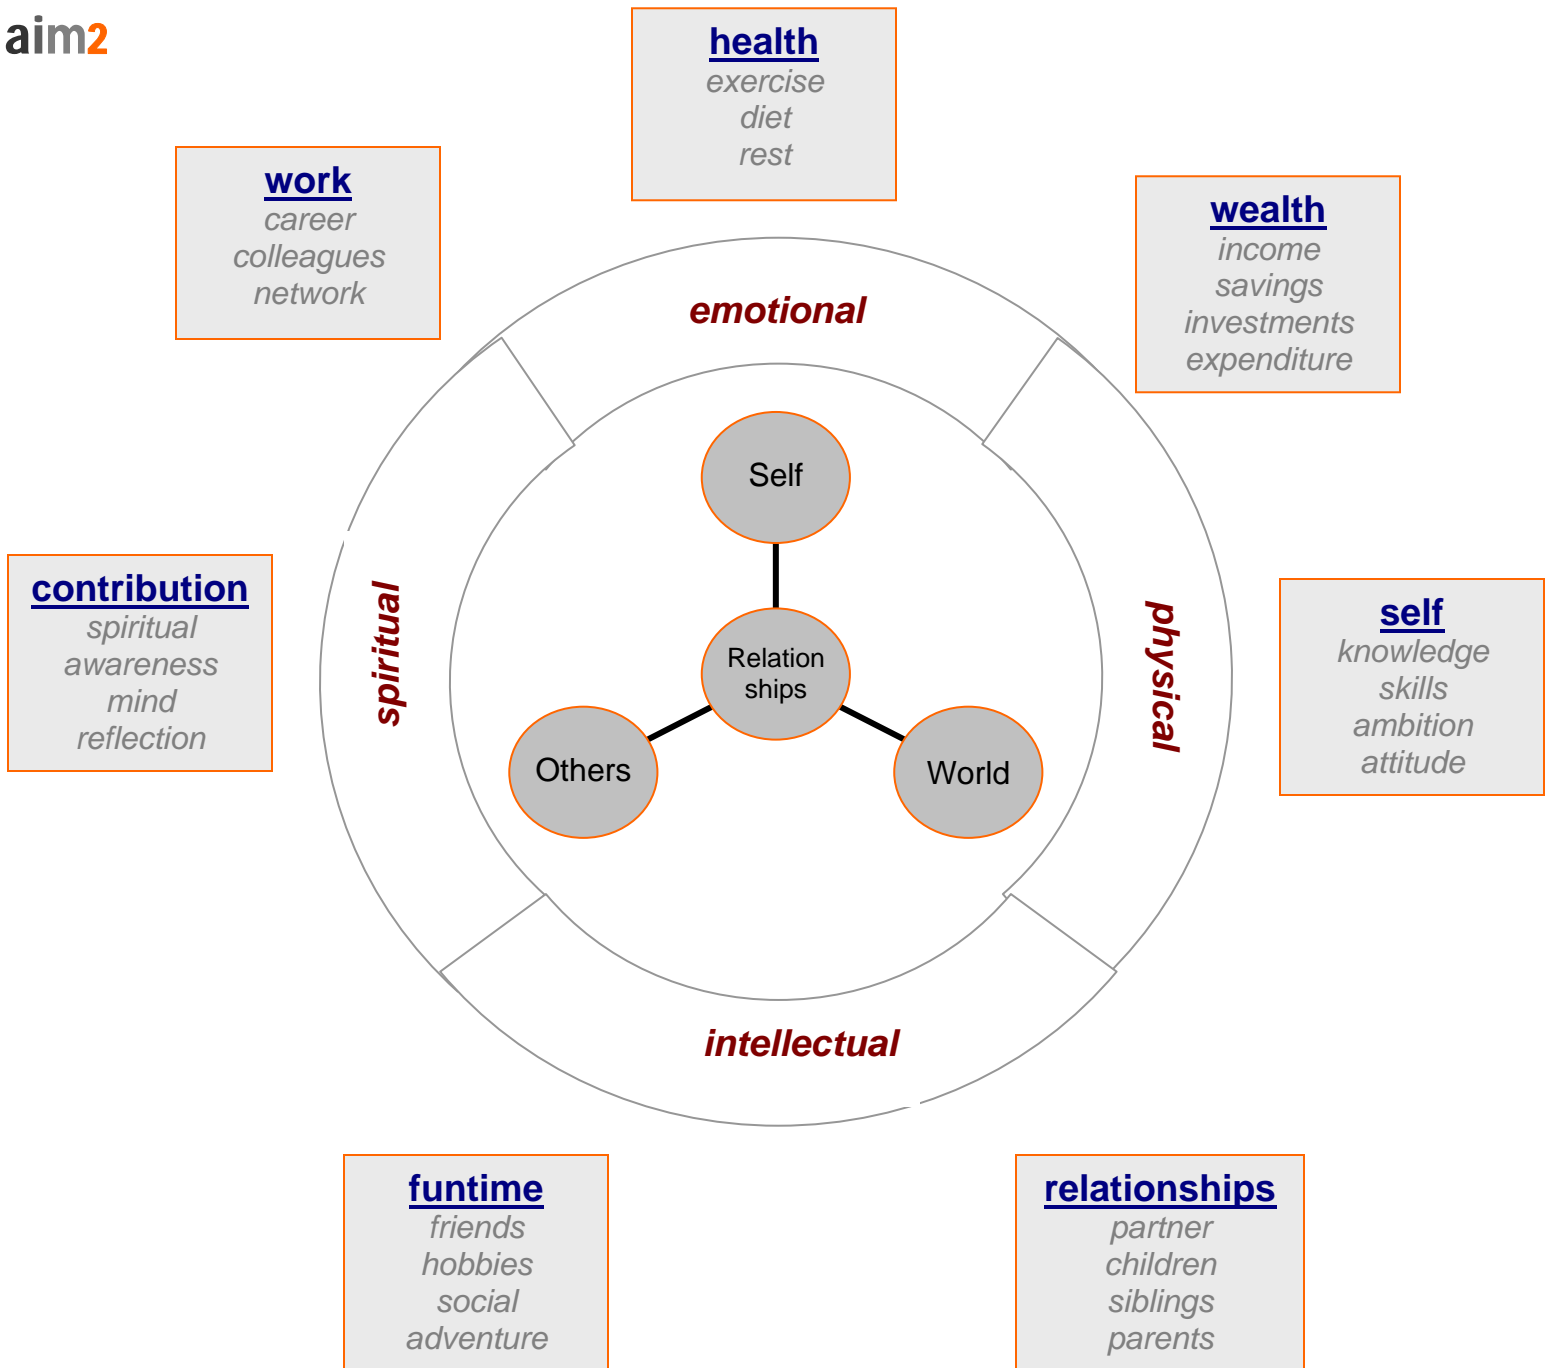 aim2
health
exercise
diet
rest
work
career
colleagues
network
wealth
income
savings
investments
expenditure
emotional
Self
contribution
spiritual
awareness
mind
reflection
spiritual
Relation
ships
physical
self
knowledge
skills
ambition
attitude
Others
World
intellectual
funtime
friends
hobbies
social
adventure
relationships
partner
children
siblings
parents